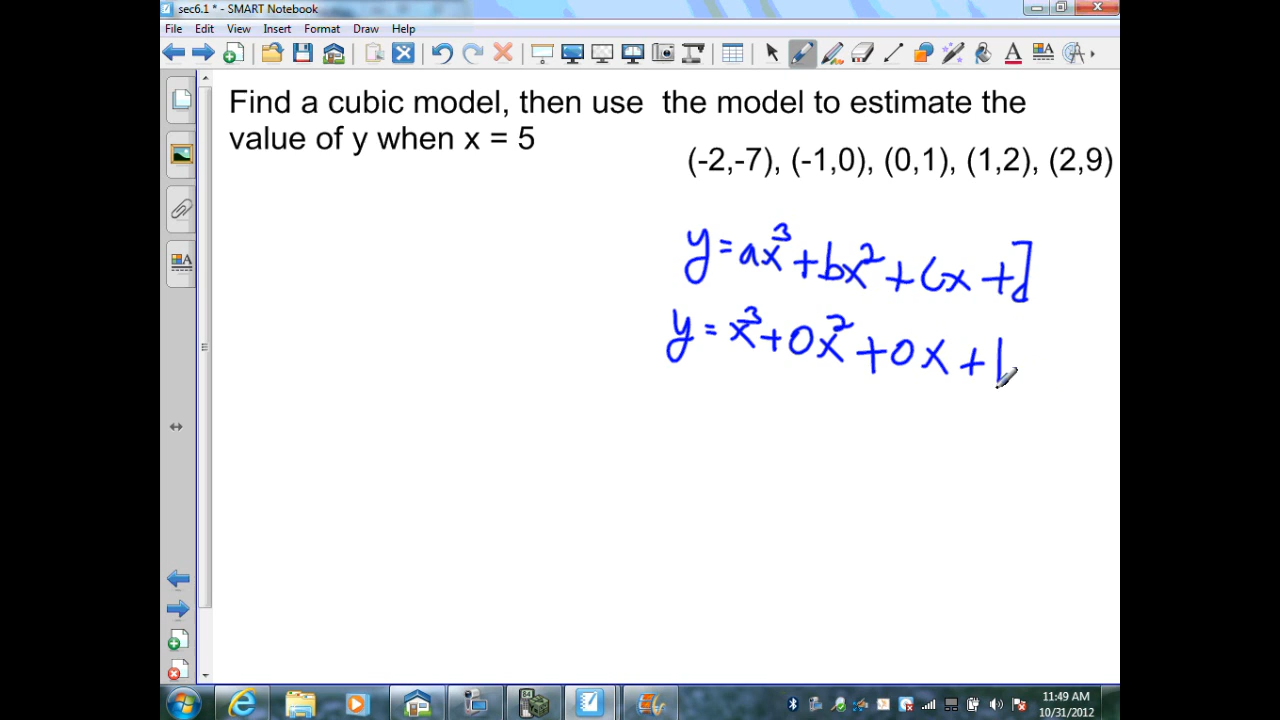 sec6.1 * - SMART Notebook
File Edit View Insert Format Draw Help
Find a cubic model, then use the model to estimate the
value of y when x = 5
(-2,-7), (-1,0), (0,1), (1,2), (2,9)
y = ax³ + bx² + cx + d
y = x³ + 0x² + 0x + 1
11:49 AM
10/31/2012